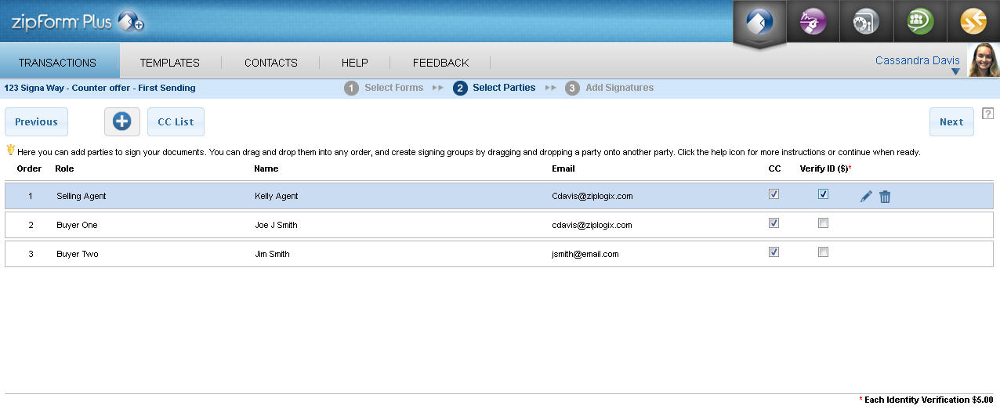 zipForm® Plus
TRANSACTIONS TEMPLATES CONTACTS HELP FEEDBACK Cassandra Davis
123 Signa Way - Counter offer - First Sending 1 Select Forms 2 Select Parties 3 Add Signatures
Previous CC List Next ?
Here you can add parties to sign your documents. You can drag and drop them into any order, and create signing groups by dragging and dropping a party onto another party. Click the help icon for more instructions or continue when ready.
Order Role Name Email CC Verify ID ($)*
1 Selling Agent Kelly Agent Cdavis@ziplogix.com
2 Buyer One Joe J Smith cdavis@ziplogix.com
3 Buyer Two Jim Smith jsmith@email.com
* Each Identity Verification $5.00